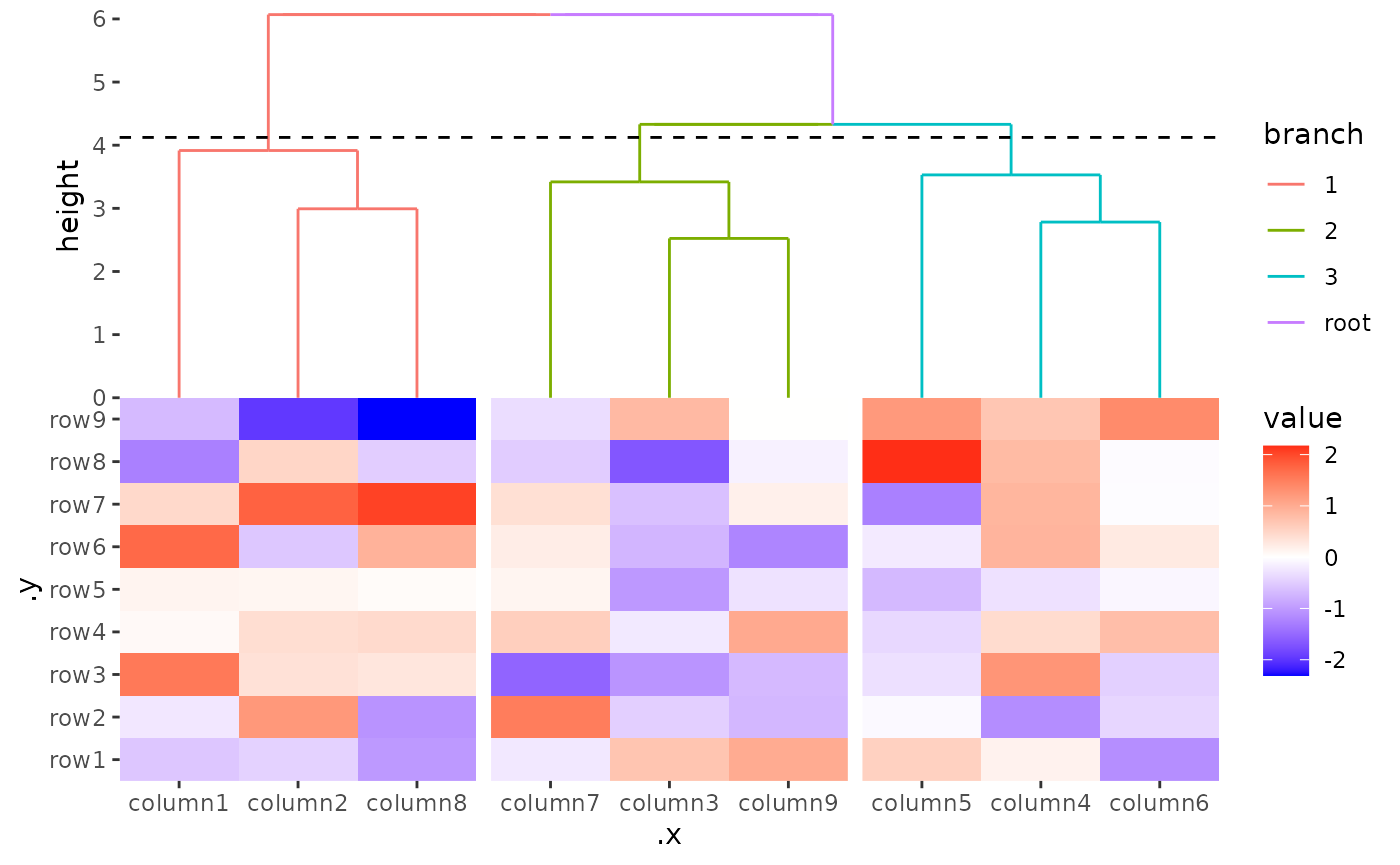 6
5
4
3
2
1
0
height
branch
1
2
3
root
row9
row8
row7
row6
row5
row4
row3
row2
row1
.y
value
2
1
0
-1
-2
column1 column2 column8 column7 column3 column9 column5 column4 column6
.x